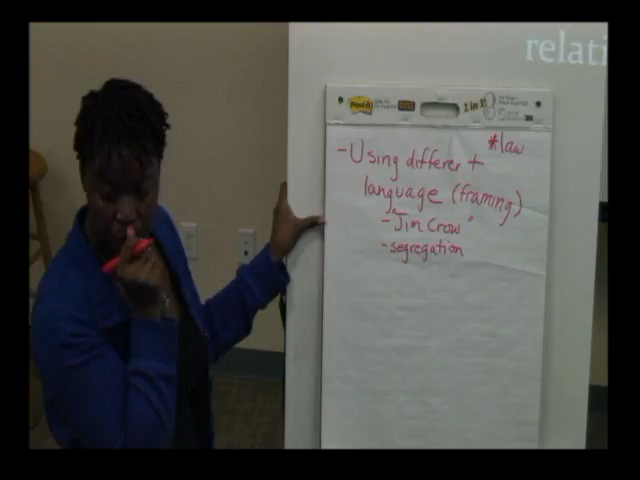 relati
Post-it
2 in 1
*law
-Using different
language (framing)
-"Jim Crow"
-segregation